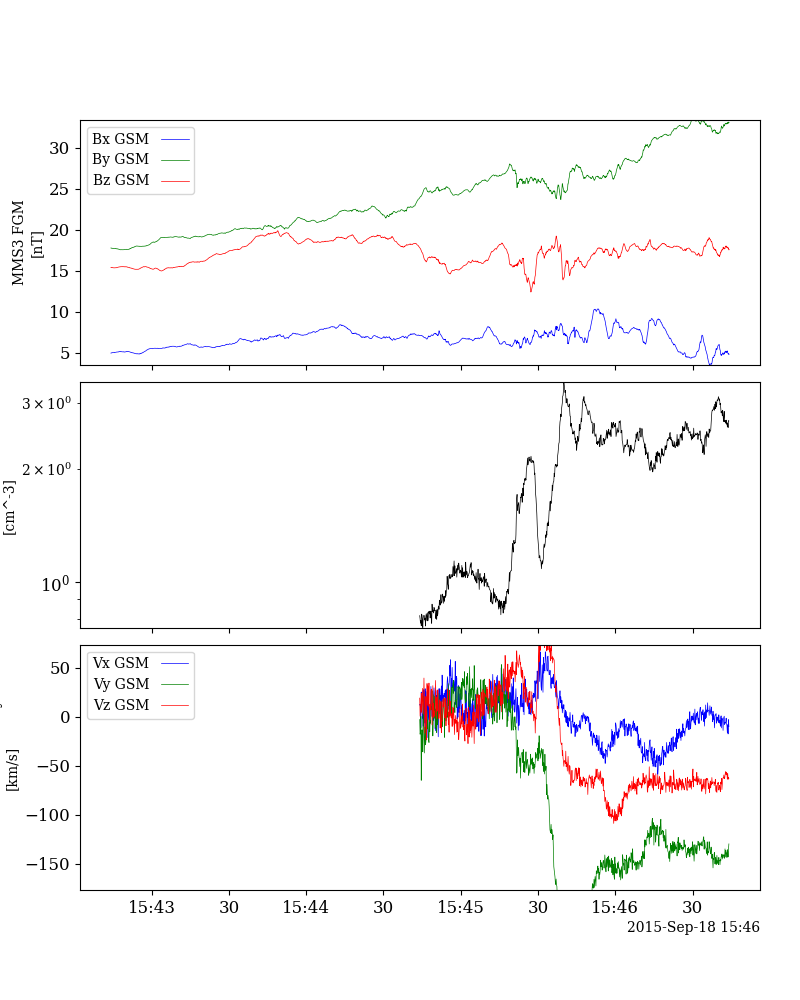 MMS3 FGM
[nT]
30
25
20
15
10
5
Bx GSM
By GSM
Bz GSM
[cm^-3]
3×10⁰
2×10⁰
10⁰
[km/s]
50
0
−50
−100
−150
Vx GSM
Vy GSM
Vz GSM
15:43 30 15:44 30 15:45 30 15:46 30
2015-Sep-18 15:46